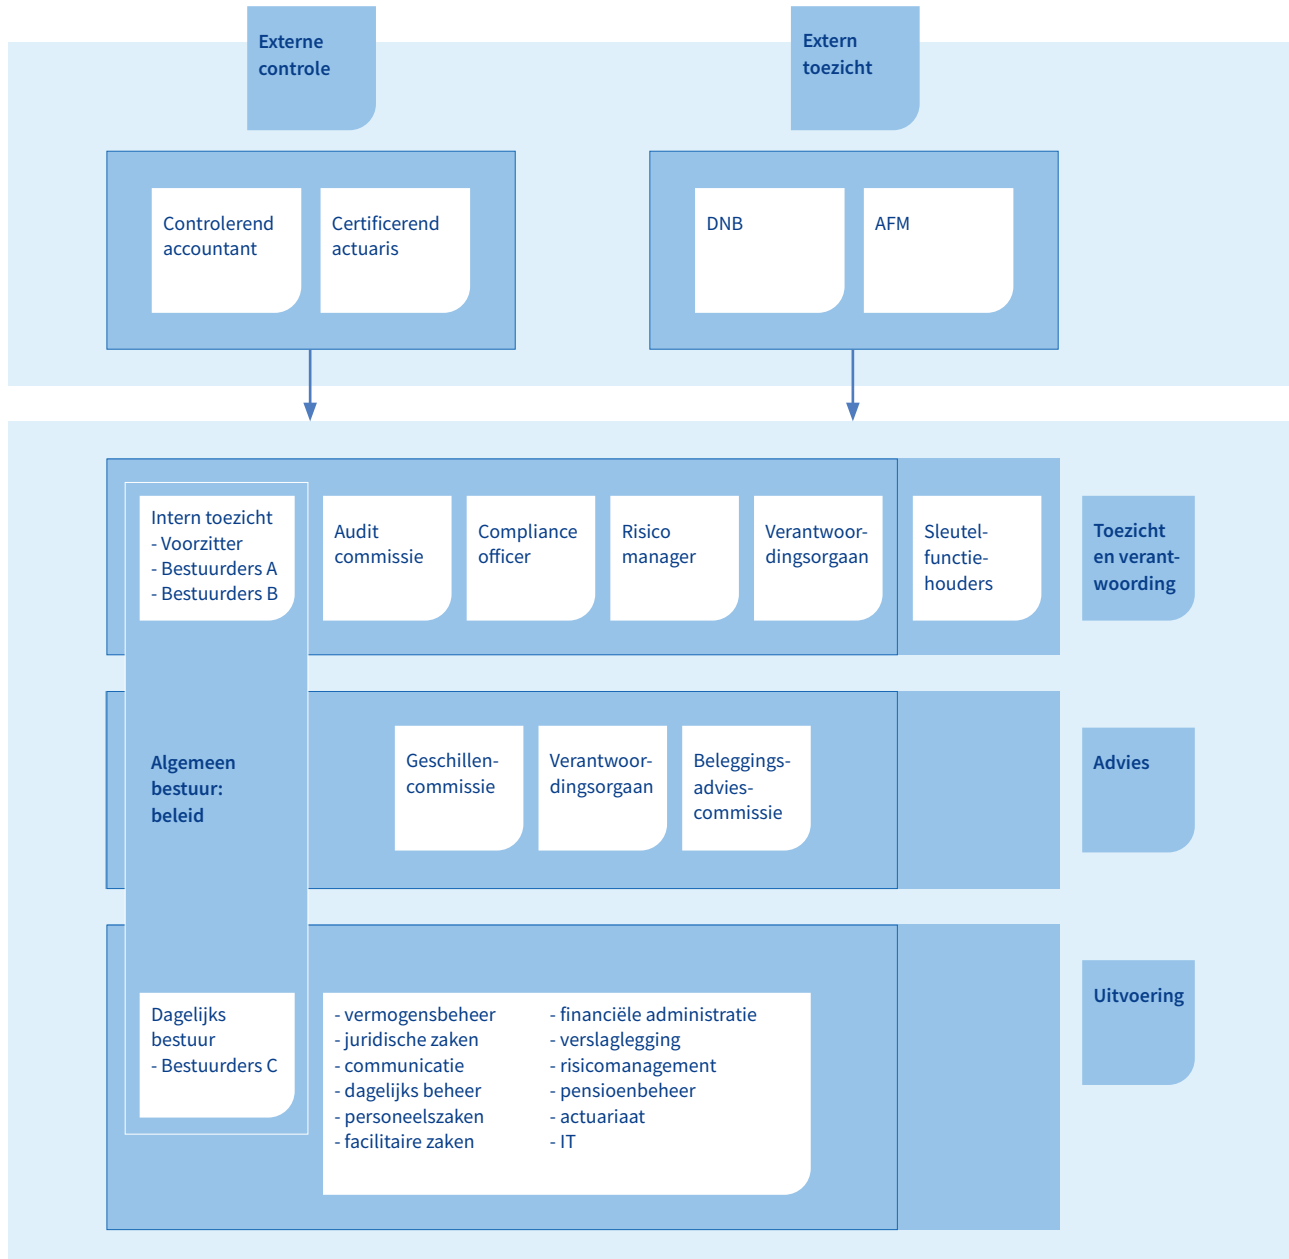 Externe
controle
Extern
toezicht
Controlerend
accountant
Certificerend
actuaris
DNB
AFM
Intern toezicht
- Voorzitter
- Bestuurders A
- Bestuurders B
Audit
commissie
Compliance
officer
Risico
manager
Verantwoor-
dingsorgaan
Sleutel-
functie-
houders
Toezicht
en verant-
woording
Algemeen
bestuur:
beleid
Geschillen-
commissie
Verantwoor-
dingsorgaan
Beleggings-
advies-
commissie
Advies
Dagelijks
bestuur
- Bestuurders C
- vermogensbeheer
- juridische zaken
- communicatie
- dagelijks beheer
- personeelszaken
- facilitaire zaken
- financiële administratie
- verslaglegging
- risicomanagement
- pensioenbeheer
- actuariaat
- IT
Uitvoering